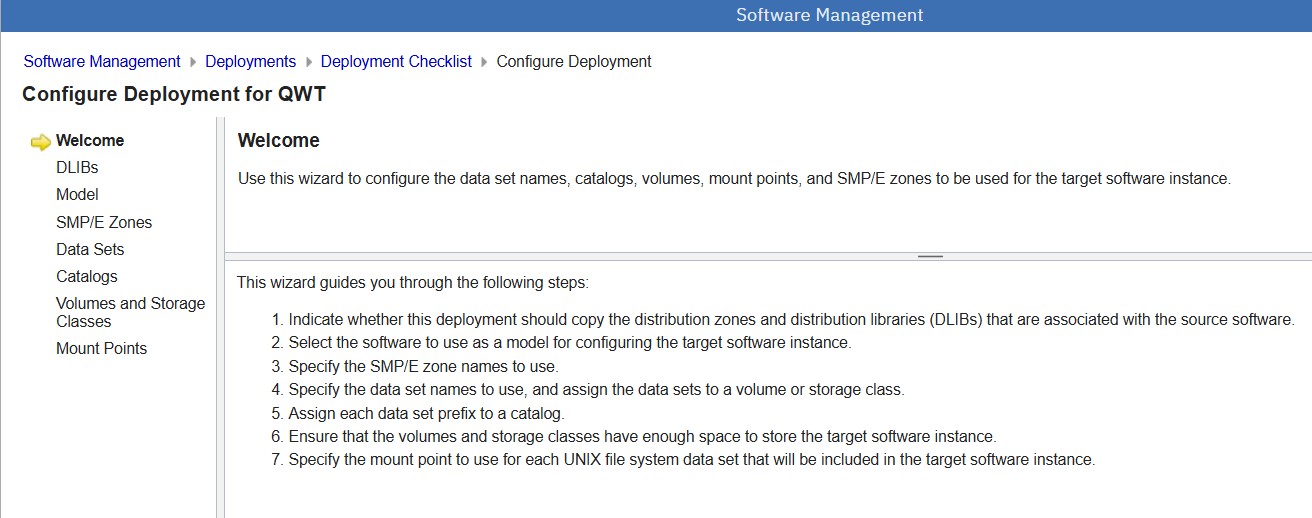 Software Management
Software Management Deployments Deployment Checklist Configure Deployment
Configure Deployment for QWT
Welcome
DLIBs
Model
SMP/E Zones
Data Sets
Catalogs
Volumes and Storage
Classes
Mount Points
Welcome
Use this wizard to configure the data set names, catalogs, volumes, mount points, and SMP/E zones to be used for the target software instance.
This wizard guides you through the following steps:
1. Indicate whether this deployment should copy the distribution zones and distribution libraries (DLIBs) that are associated with the source software.
2. Select the software to use as a model for configuring the target software instance.
3. Specify the SMP/E zone names to use.
4. Specify the data set names to use, and assign the data sets to a volume or storage class.
5. Assign each data set prefix to a catalog.
6. Ensure that the volumes and storage classes have enough space to store the target software instance.
7. Specify the mount point to use for each UNIX file system data set that will be included in the target software instance.